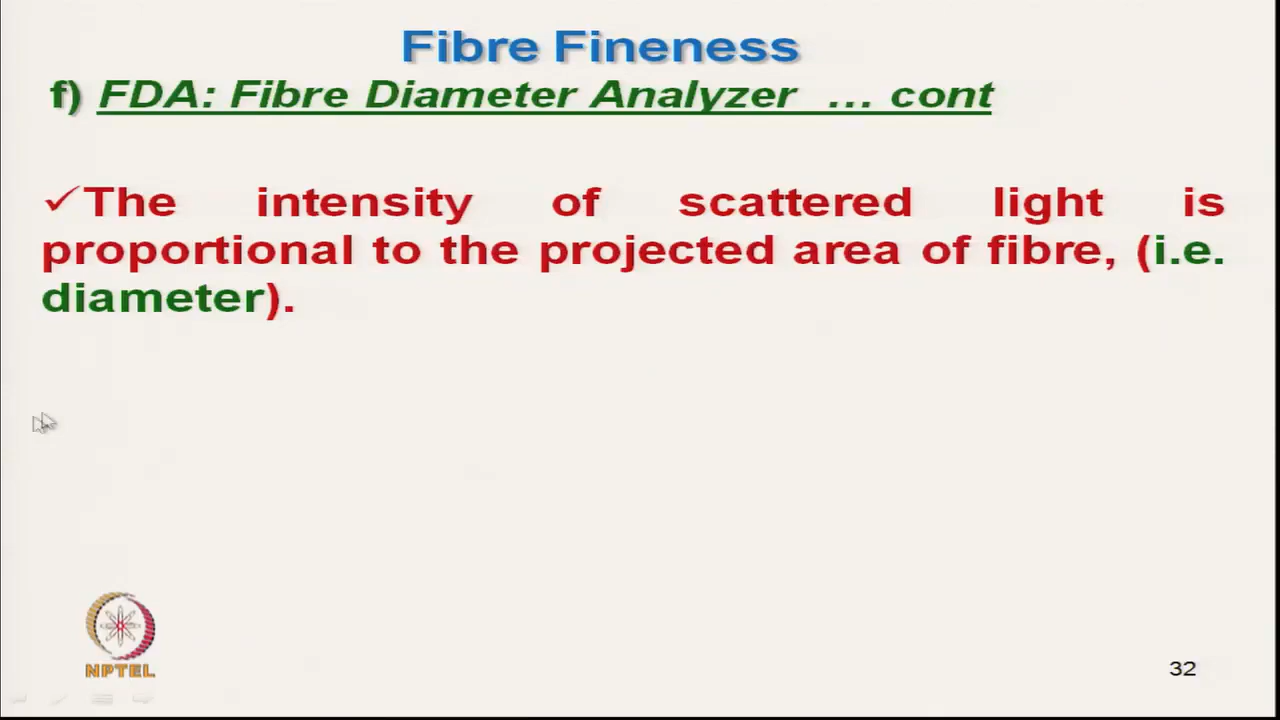 Fibre Fineness
f) FDA: Fibre Diameter Analyzer ... cont
✓The intensity of scattered light is
proportional to the projected area of fibre, (i.e.
diameter).
NPTEL
32